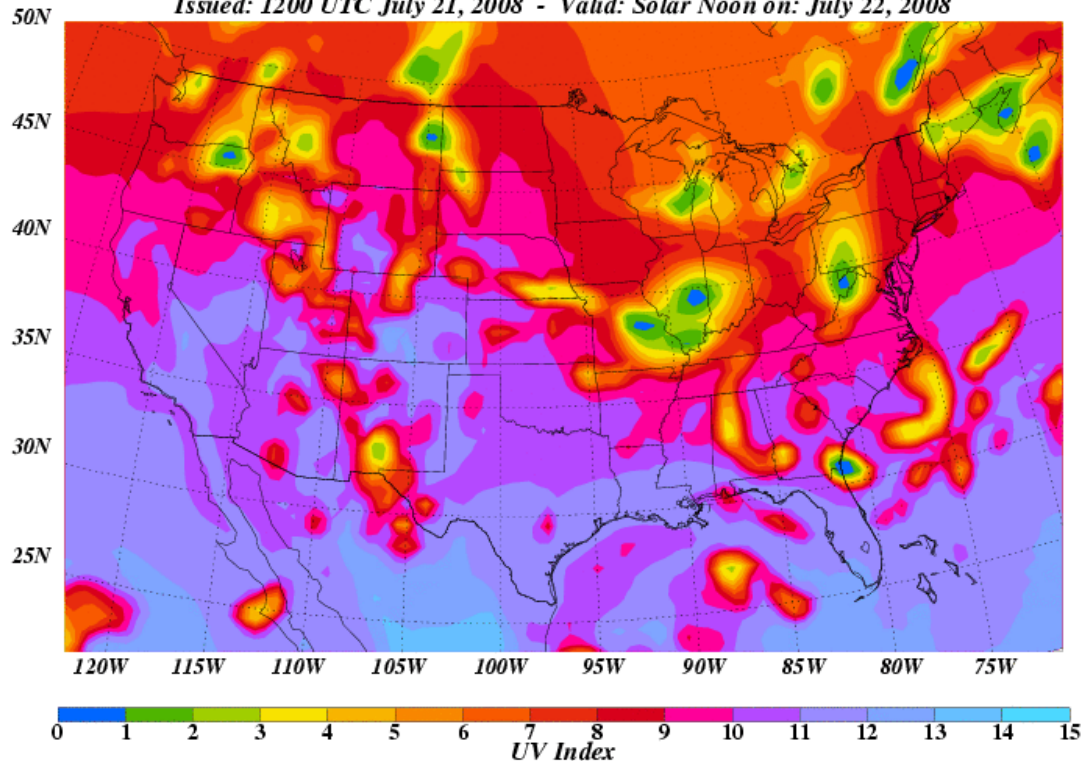 Issued: 1200 UTC July 21, 2008 - Valid: Solar Noon on: July 22, 2008
50N
45N
40N
35N
30N
25N
120W 115W 110W 105W 100W 95W 90W 85W 80W 75W
0 1 2 3 4 5 6 7 8 9 10 11 12 13 14 15
UV Index